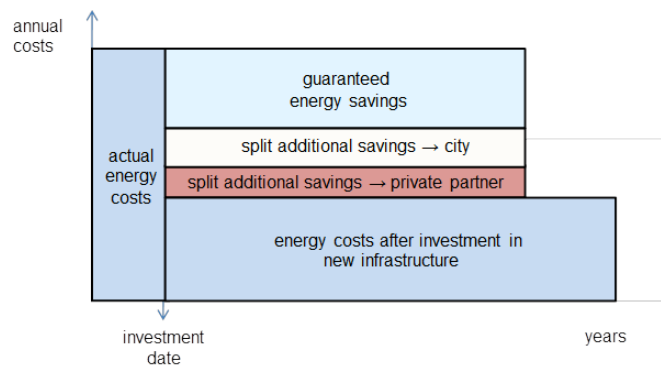 annual
costs
guaranteed
energy savings
split additional savings → city
actual
energy
costs
split additional savings → private partner
energy costs after investment in
new infrastructure
investment
date
years